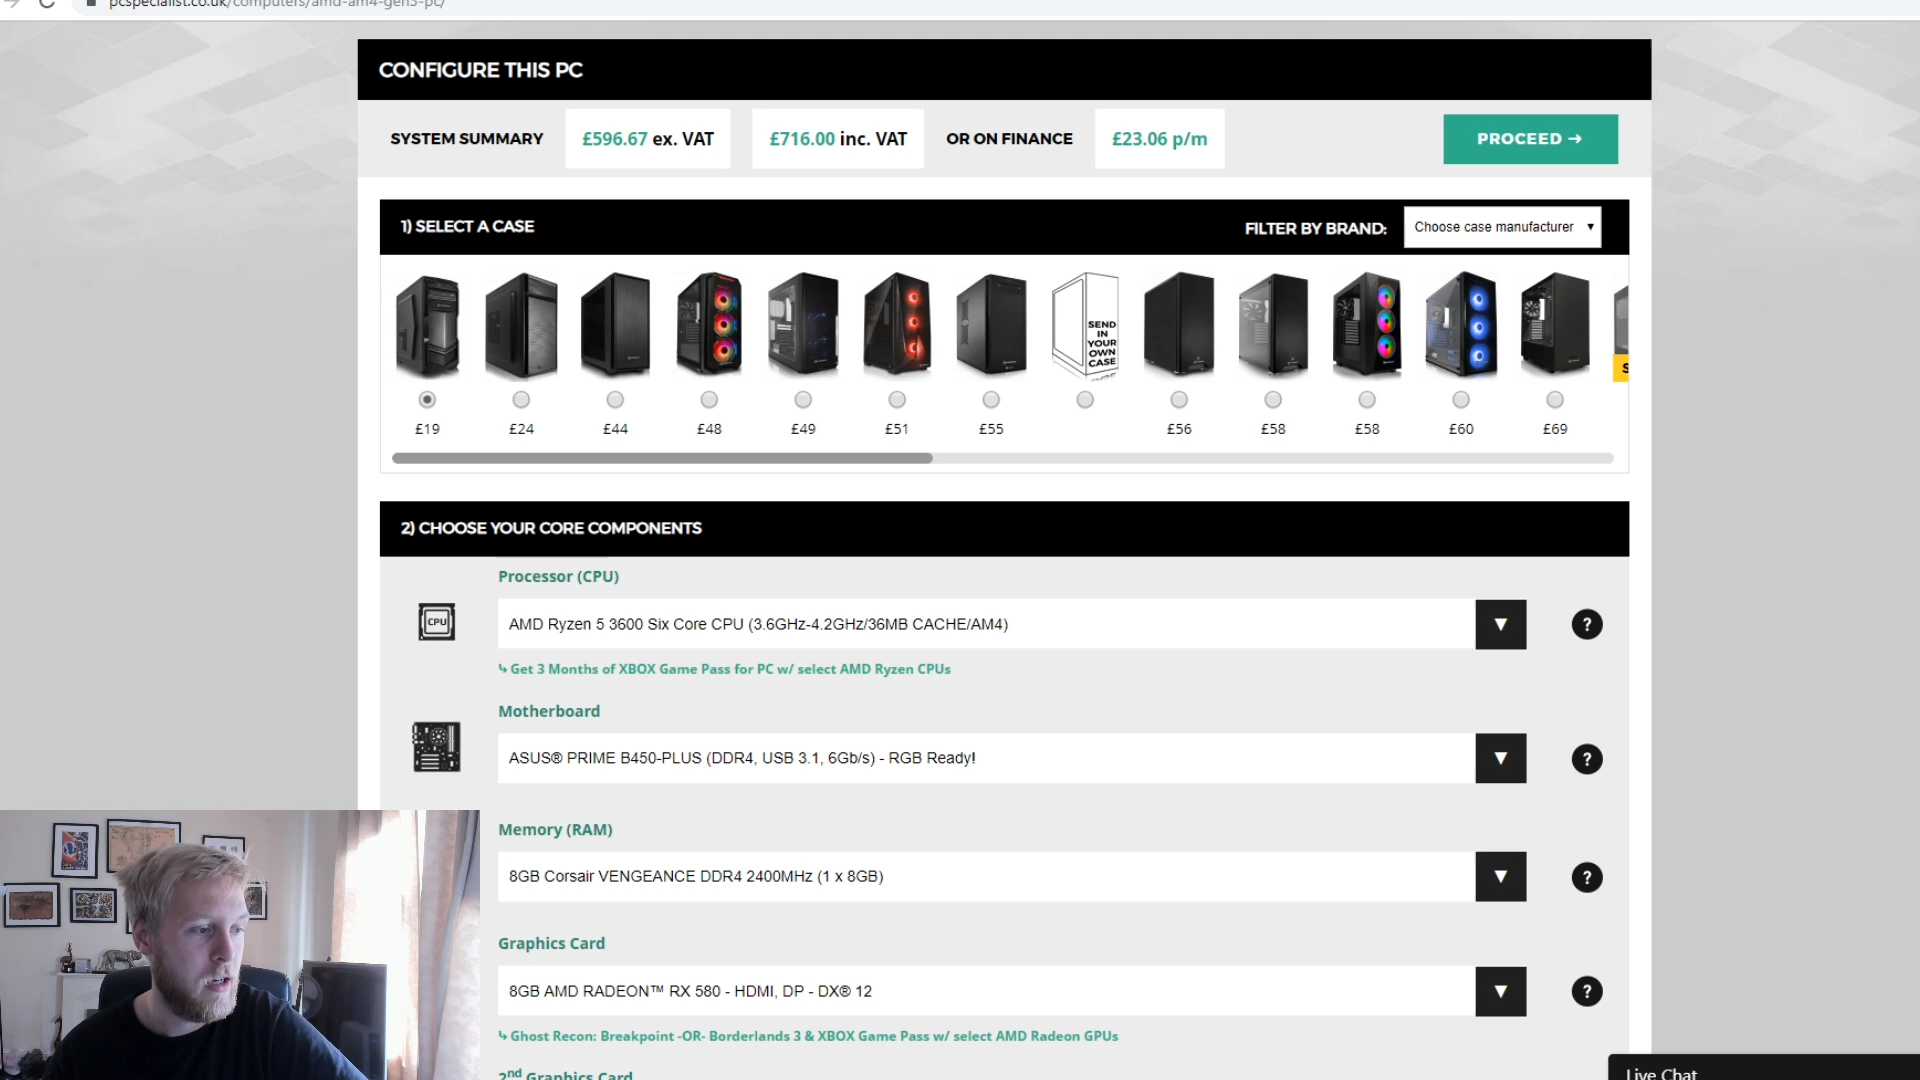 pcspecialist.co.uk/computers/amd-am4-gen3-pc/
CONFIGURE THIS PC
SYSTEM SUMMARY £596.67 ex. VAT £716.00 inc. VAT OR ON FINANCE £23.06 p/m PROCEED →
1) SELECT A CASE FILTER BY BRAND: Choose case manufacturer ▼
SEND
IN
YOUR
OWN
CASE
£19 £24 £44 £48 £49 £51 £55 £56 £58 £58 £60 £69
2) CHOOSE YOUR CORE COMPONENTS
Processor (CPU)
CPU AMD Ryzen 5 3600 Six Core CPU (3.6GHz-4.2GHz/36MB CACHE/AM4) ▼ ?
↳ Get 3 Months of XBOX Game Pass for PC w/ select AMD Ryzen CPUs
Motherboard
ASUS® PRIME B450-PLUS (DDR4, USB 3.1, 6Gb/s) - RGB Ready! ▼ ?
Memory (RAM)
8GB Corsair VENGEANCE DDR4 2400MHz (1 x 8GB) ▼ ?
Graphics Card
8GB AMD RADEON™ RX 580 - HDMI, DP - DX® 12 ▼ ?
↳ Ghost Recon: Breakpoint -OR- Borderlands 3 & XBOX Game Pass w/ select AMD Radeon GPUs
2nd Graphics Card
Live Chat